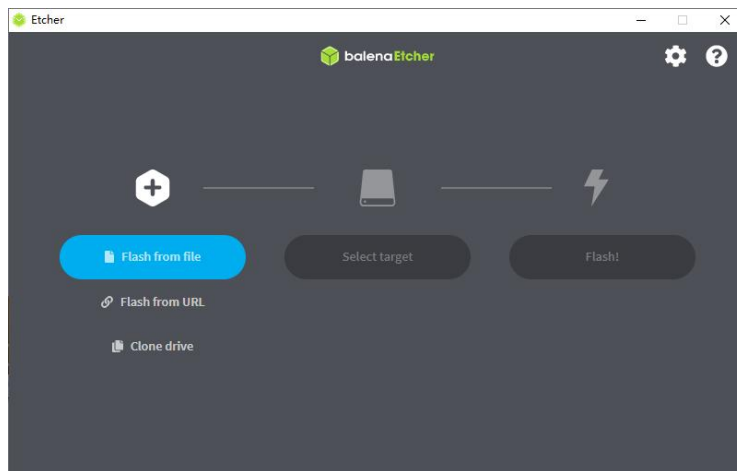 Etcher
balenaEtcher
Flash from file
Select target
Flash!
Flash from URL
Clone drive